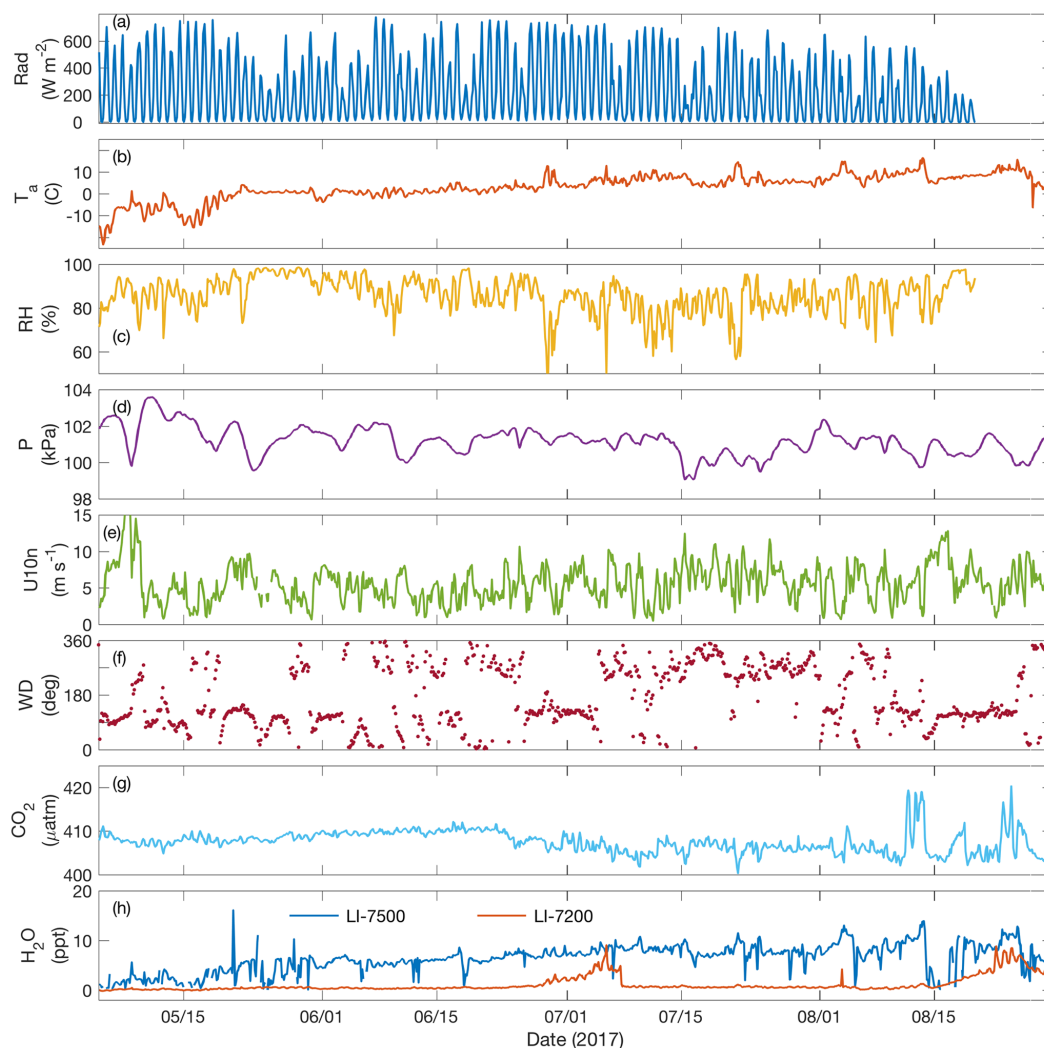 (a)
600
400
200
0
Rad
(W m-2)
(b)
10
0
-10
Ta
(C)
100
80
60
RH
(%)
(c)
(d)
104
102
100
98
P
(kPa)
(e)
15
10
5
0
U10n
(m s-1)
(f)
360
180
0
WD
(deg)
(g)
420
410
400
CO2
(μatm)
(h)
LI-7500 LI-7200
20
10
0
H2O
(ppt)
05/15 06/01 06/15 07/01 07/15 08/01 08/15
Date (2017)